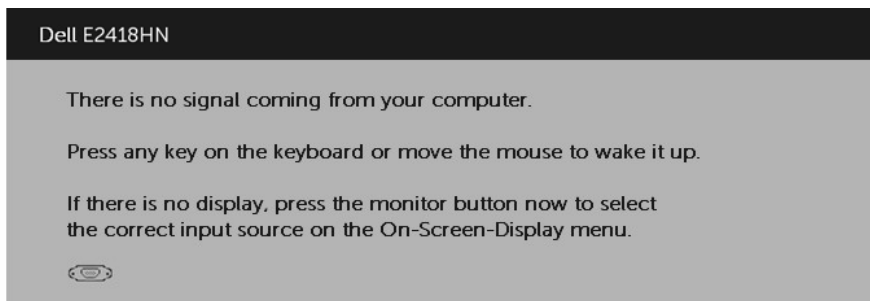 Dell E2418HN
There is no signal coming from your computer.
Press any key on the keyboard or move the mouse to wake it up.
If there is no display, press the monitor button now to select
the correct input source on the On-Screen-Display menu.